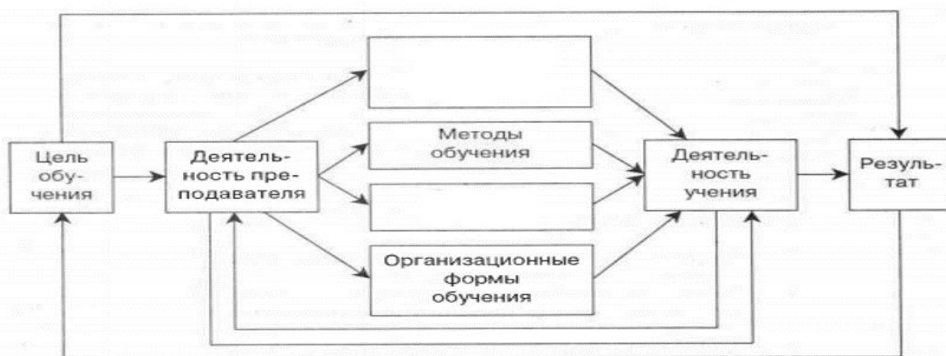 Цель
обу-
чения
Деятель-
ность пре-
подавателя
Методы
обучения
Организационные
формы
обучения
Деятель-
ность
учения
Резуль-
тат